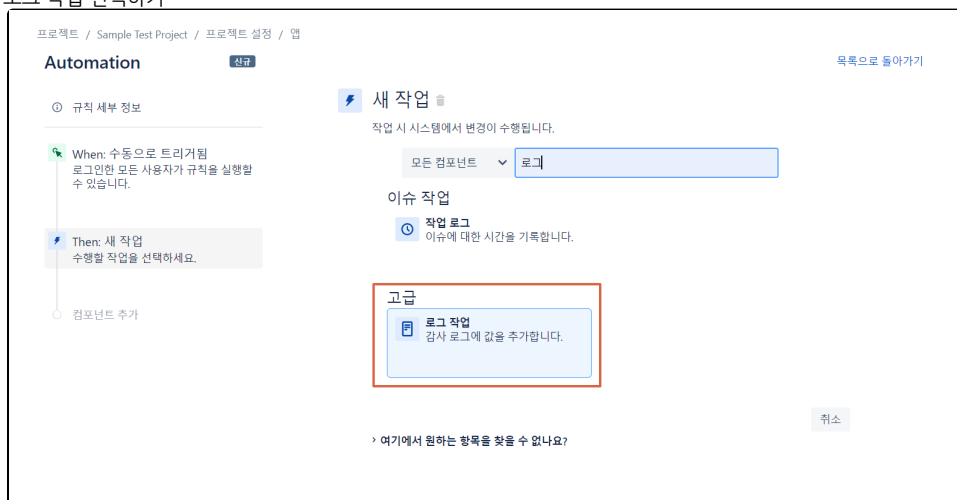 로그 작업 선택하기
프로젝트 / Sample Test Project / 프로젝트 설정 / 앱
Automation
신규
목록으로 돌아가기
규칙 세부 정보
새 작업
작업 시 시스템에서 변경이 수행됩니다.
When: 수동으로 트리거됨
로그인한 모든 사용자가 규칙을 실행할
수 있습니다.
모든 컴포넌트
로그
이슈 작업
작업 로그
이슈에 대한 시간을 기록합니다.
Then: 새 작업
수행할 작업을 선택하세요.
고급
로그 작업
감사 로그에 값을 추가합니다.
컴포넌트 추가
취소
여기에서 원하는 항목을 찾을 수 없나요?